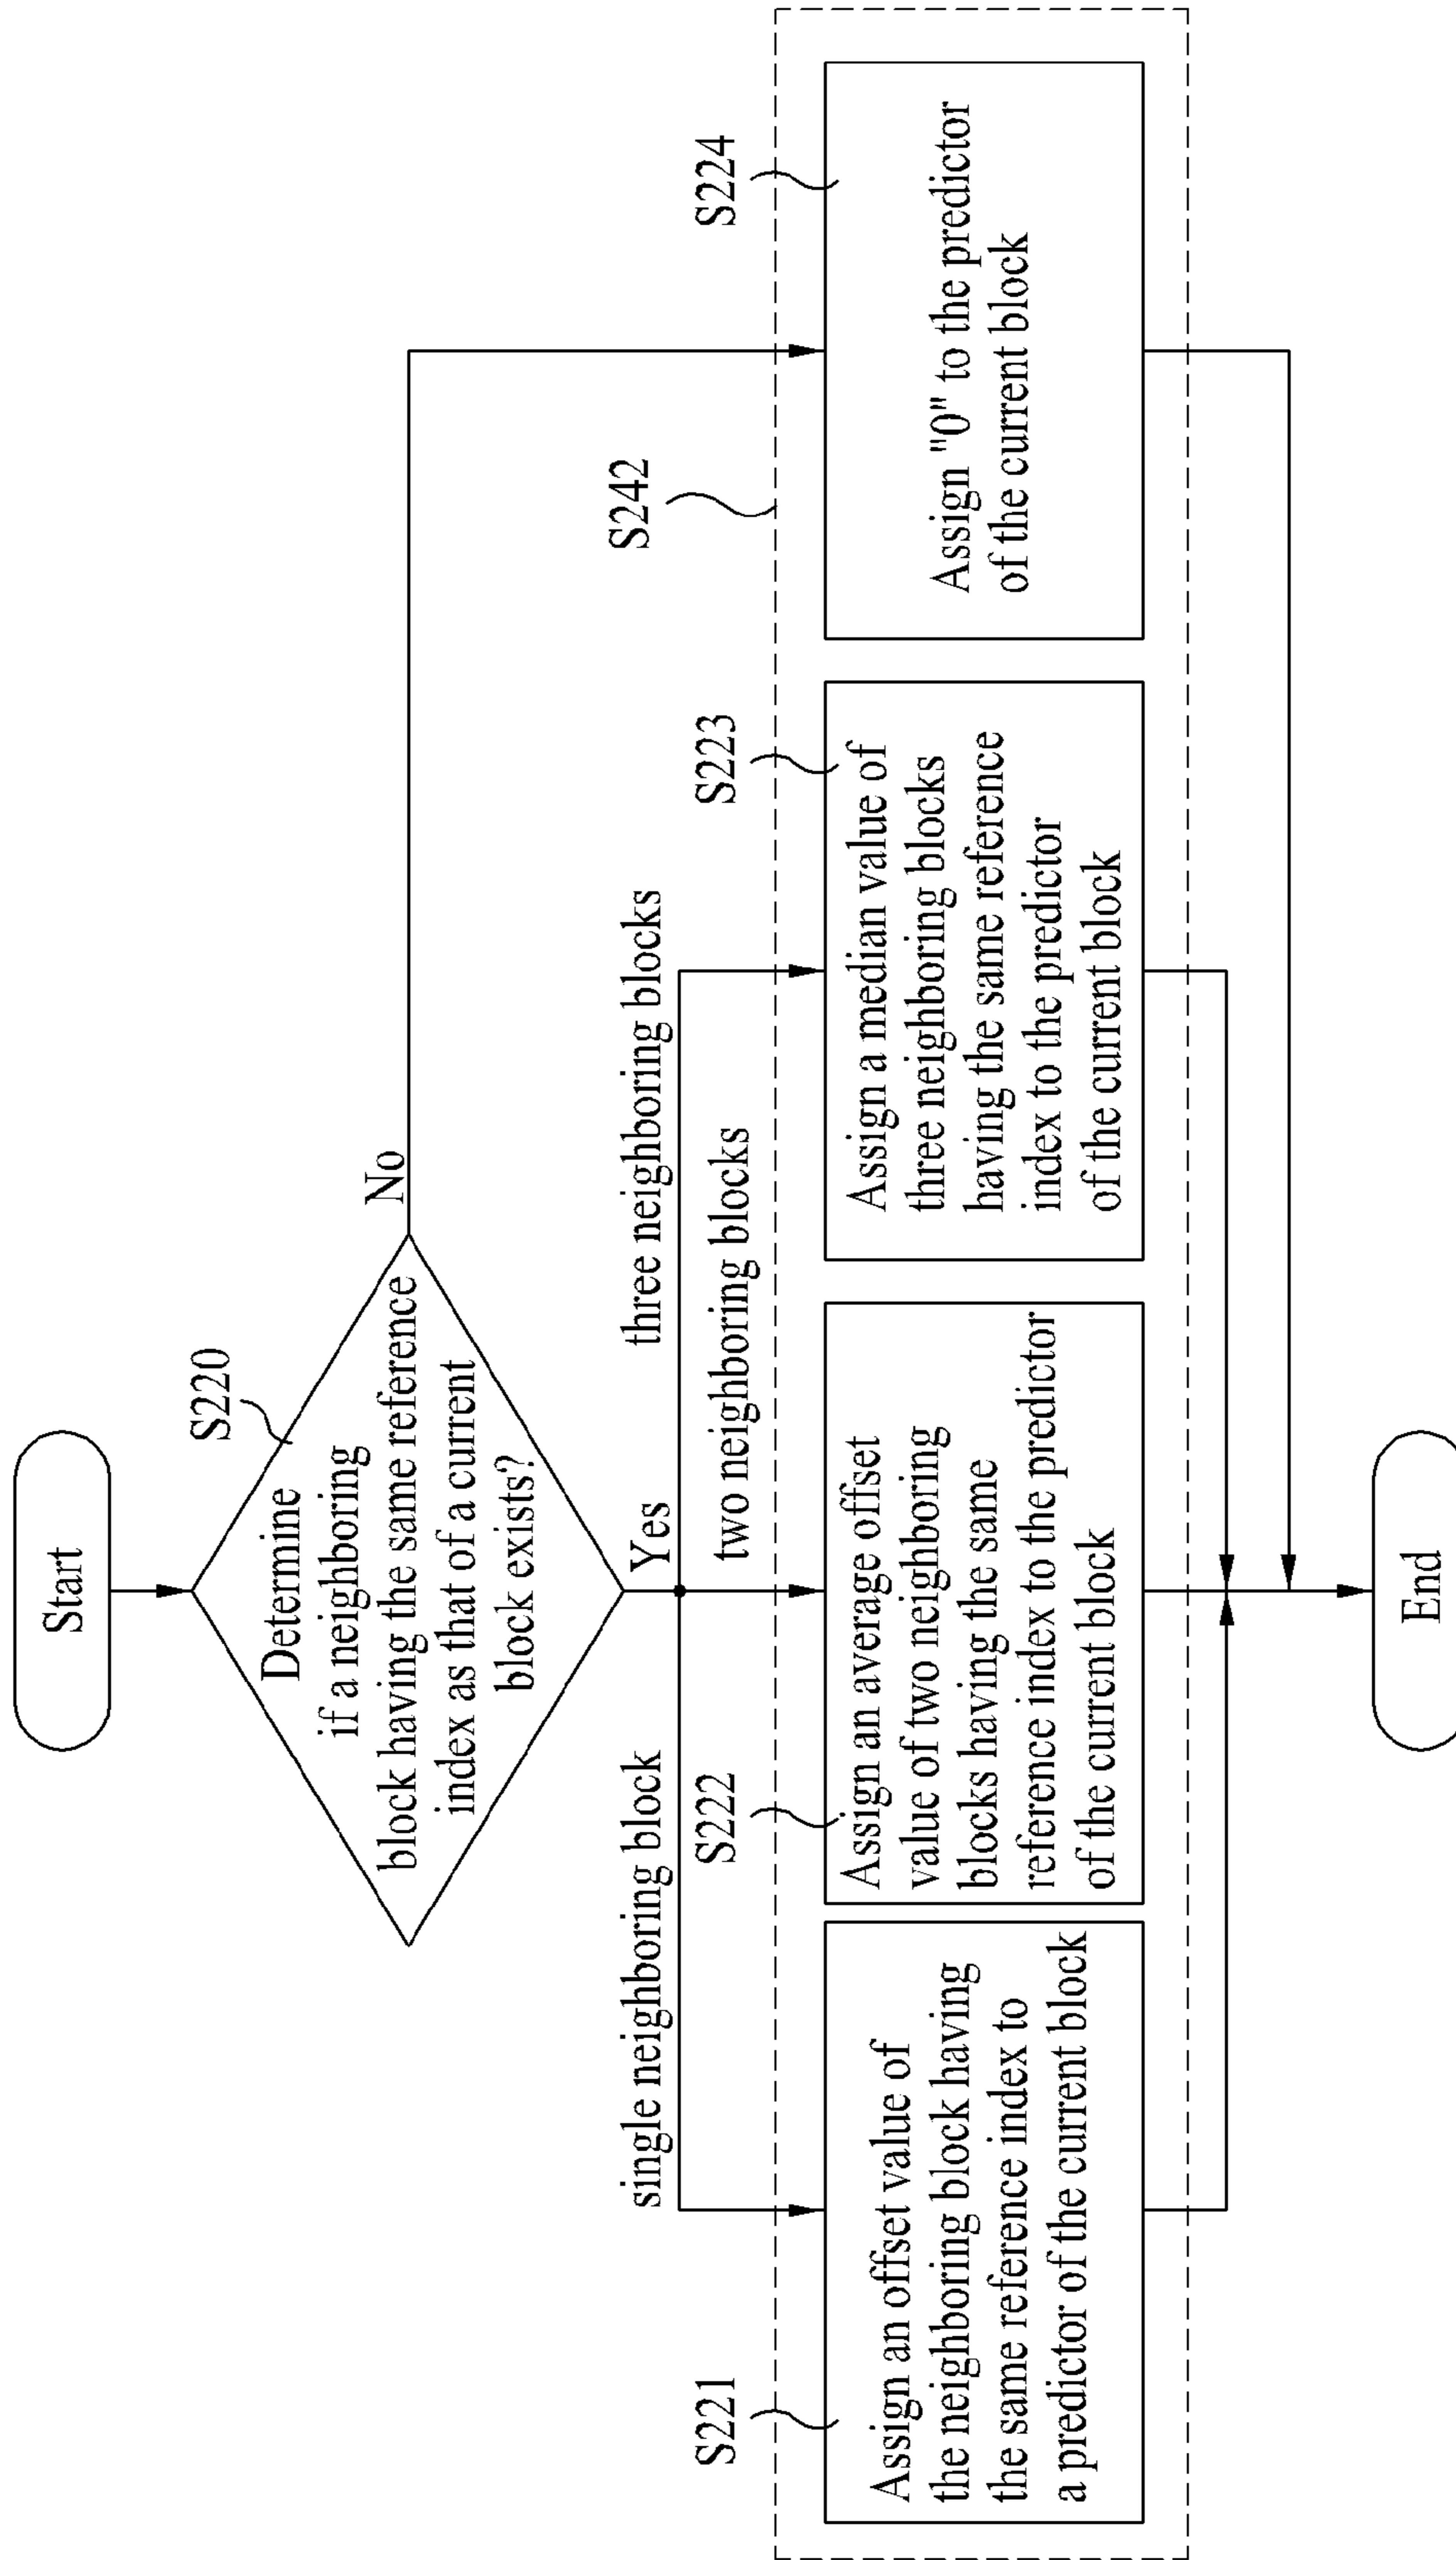 Start
S220
Determine
if a neighboring
block having the same reference
index as that of a current
block exists?
No
Yes
single neighboring block
three neighboring blocks
two neighboring blocks
S242
S221
Assign an offset value of
the neighboring block having
the same reference index to
a predictor of the current block
S222
Assign an average offset
value of two neighboring
blocks having the same
reference index to the predictor
of the current block
S223
Assign a median value of
three neighboring blocks
having the same reference
index to the predictor
of the current block
S224
Assign "0" to the predictor
of the current block
End